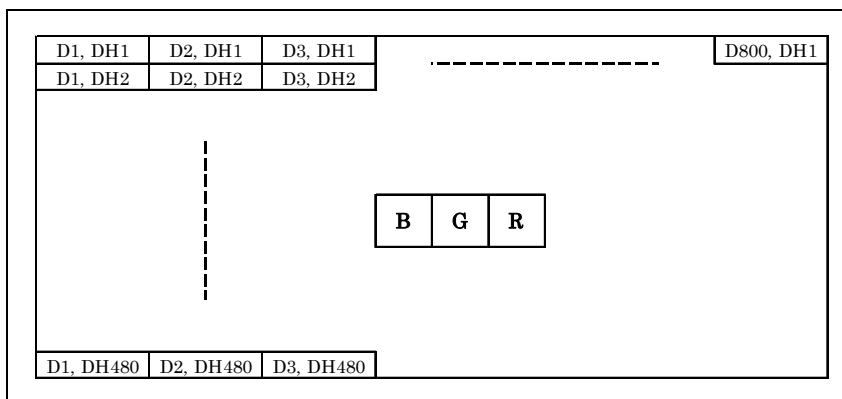 D1, DH1 D2, DH1 D3, DH1 D800, DH1
D1, DH2 D2, DH2 D3, DH2
B G R
D1, DH480 D2, DH480 D3, DH480